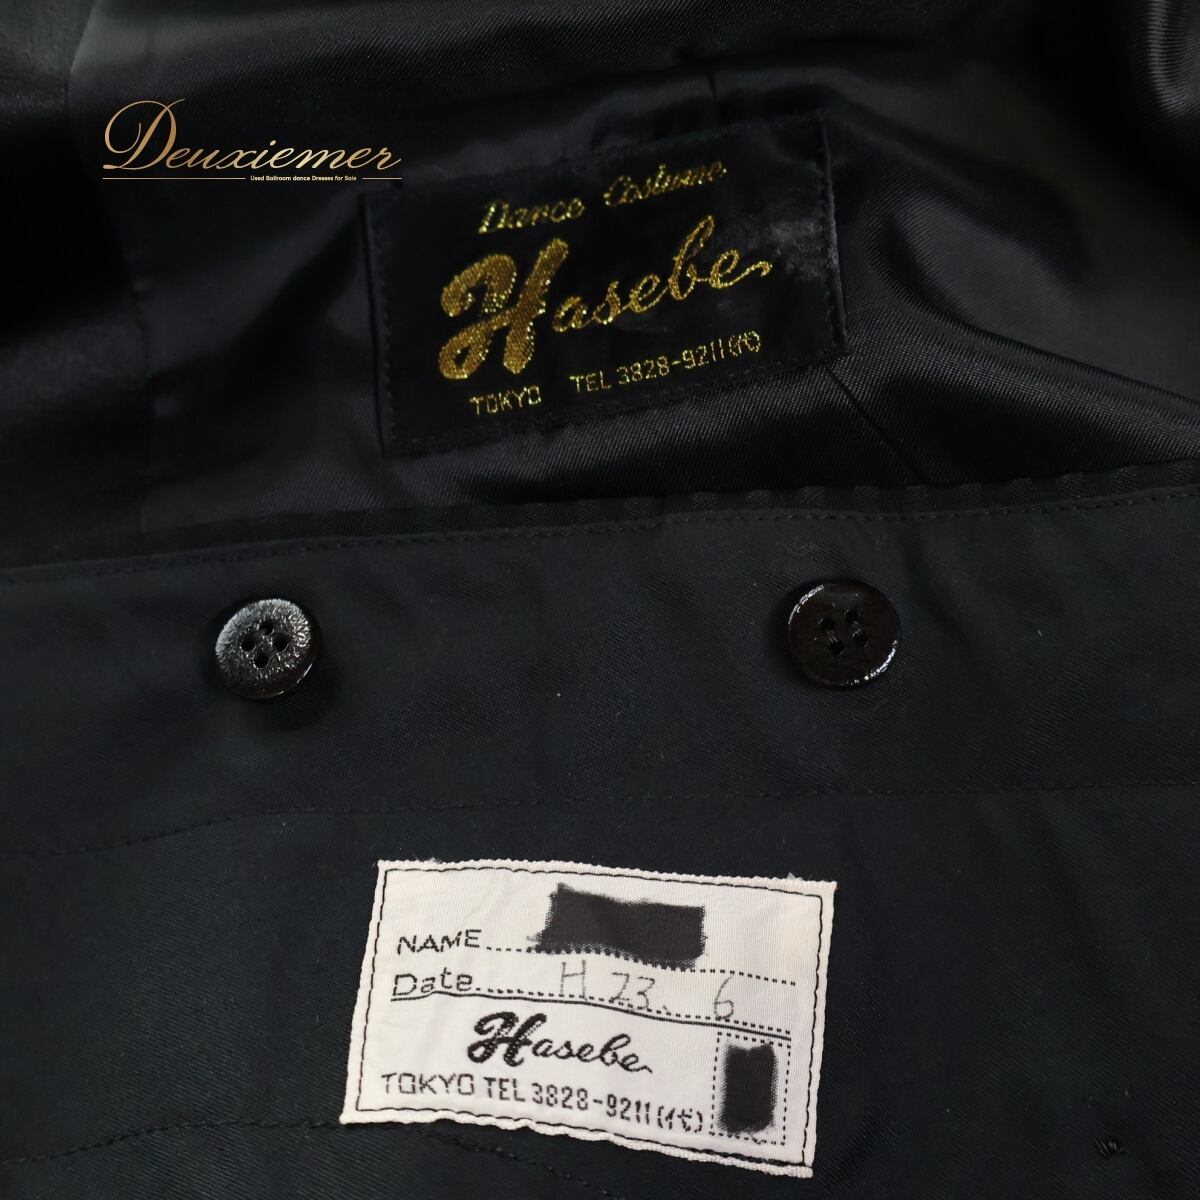 Deuxiemer
Used Ballroom dance Dresses for Sale
Dance Costume
Hasebe
TOKYO TEL 3828-9211(代)
NAME
Date H.23. 6
Hasebe
TOKYO TEL 3828-9211(代)